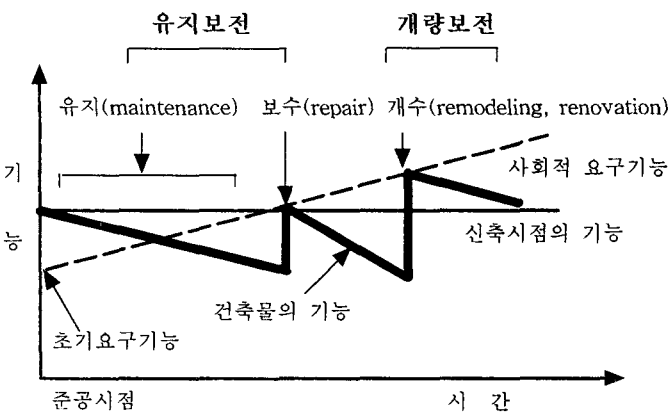 유지보전 개량보전
유지(maintenance) 보수(repair) 개수(remodeling, renovation)
기
능
사회적 요구기능
신축시점의 기능
건축물의 기능
초기요구기능
준공시점 시 간